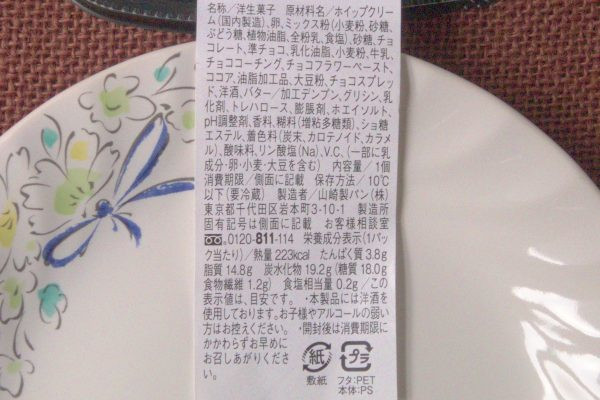 名称／洋生菓子　原材料名／ホイップクリー
ム（国内製造）、卵、ミックス粉（小麦粉、砂糖、
ぶどう糖、植物油脂、全粉乳、食塩）、砂糖、チョ
コレート、準チョコ、乳化油脂、小麦粉、牛乳、
チョココーチング、チョコフラワーペースト、
ココア、油脂加工品、大豆粉、チョコスプレッ
ド、洋酒、バター／加工デンプン、グリシン、乳
化剤、トレハロース、膨脹剤、ホエイソルト、
pH調整剤、香料、糊料（増粘多糖類）、ショ糖
エステル、着色料（炭末、カロテノイド、カラメ
ル）、酸味料、リン酸塩（Na）、V.C、（一部に乳
成分・卵・小麦・大豆を含む）　内容量／1個
消費期限／側面に記載　保存方法／10℃
以下（要冷蔵）　製造者／山崎製パン（株）
東京都千代田区岩本町3-10-1　製造所
固有記号は側面に記載　お客様相談室
0120-811-114　栄養成分表示（1パッ
ク当たり）／熱量 223kcal　たんぱく質 3.8g
脂質 14.8g　炭水化物 19.2g（糖質 18.0g
食物繊維 1.2g）　食塩相当量 0.2g ／この
表示値は、目安です。　・本製品には洋酒を
使用しております。お子様やアルコールの弱い
方はお控えください。　・開封後は消費期限に
かかわらずお早めに
お召しあがりくださ
い。
紙
敷紙
プラ
フタ：PET
本体：PS